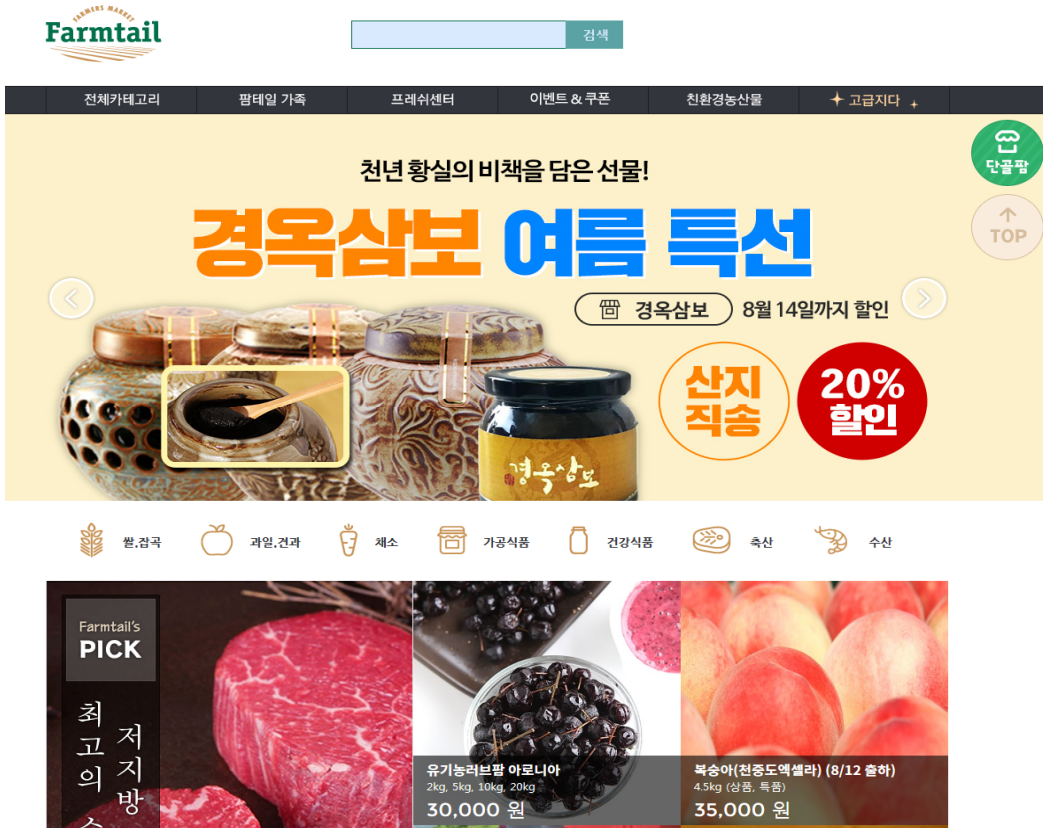 FARMERS MARKET
Farmtail
검색
전체카테고리
팜테일 가족
프레쉬센터
이벤트 & 쿠폰
친환경농산물
고급지다
단골팜
TOP
천년 황실의 비책을 담은 선물!
경옥삼보 여름 특선
경옥삼보 8월 14일까지 할인
산지
직송
20%
할인
경옥삼보
쌀,잡곡
과일,견과
채소
가공식품
건강식품
축산
수산
Farmtail's
PICK
최고의
저지방
유기농러브팜 아로니아
2kg, 5kg, 10kg, 20kg
30,000 원
복숭아(천중도엑셀라) (8/12 출하)
4.5kg (상품, 특품)
35,000 원